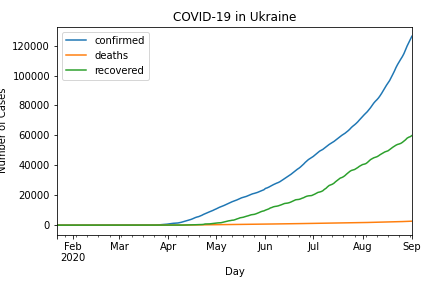 COVID-19 in Ukraine
confirmed
deaths
recovered
120000
100000
80000
60000
40000
20000
0
Number of Cases
Feb Mar Apr May Jun Jul Aug Sep
2020
Day